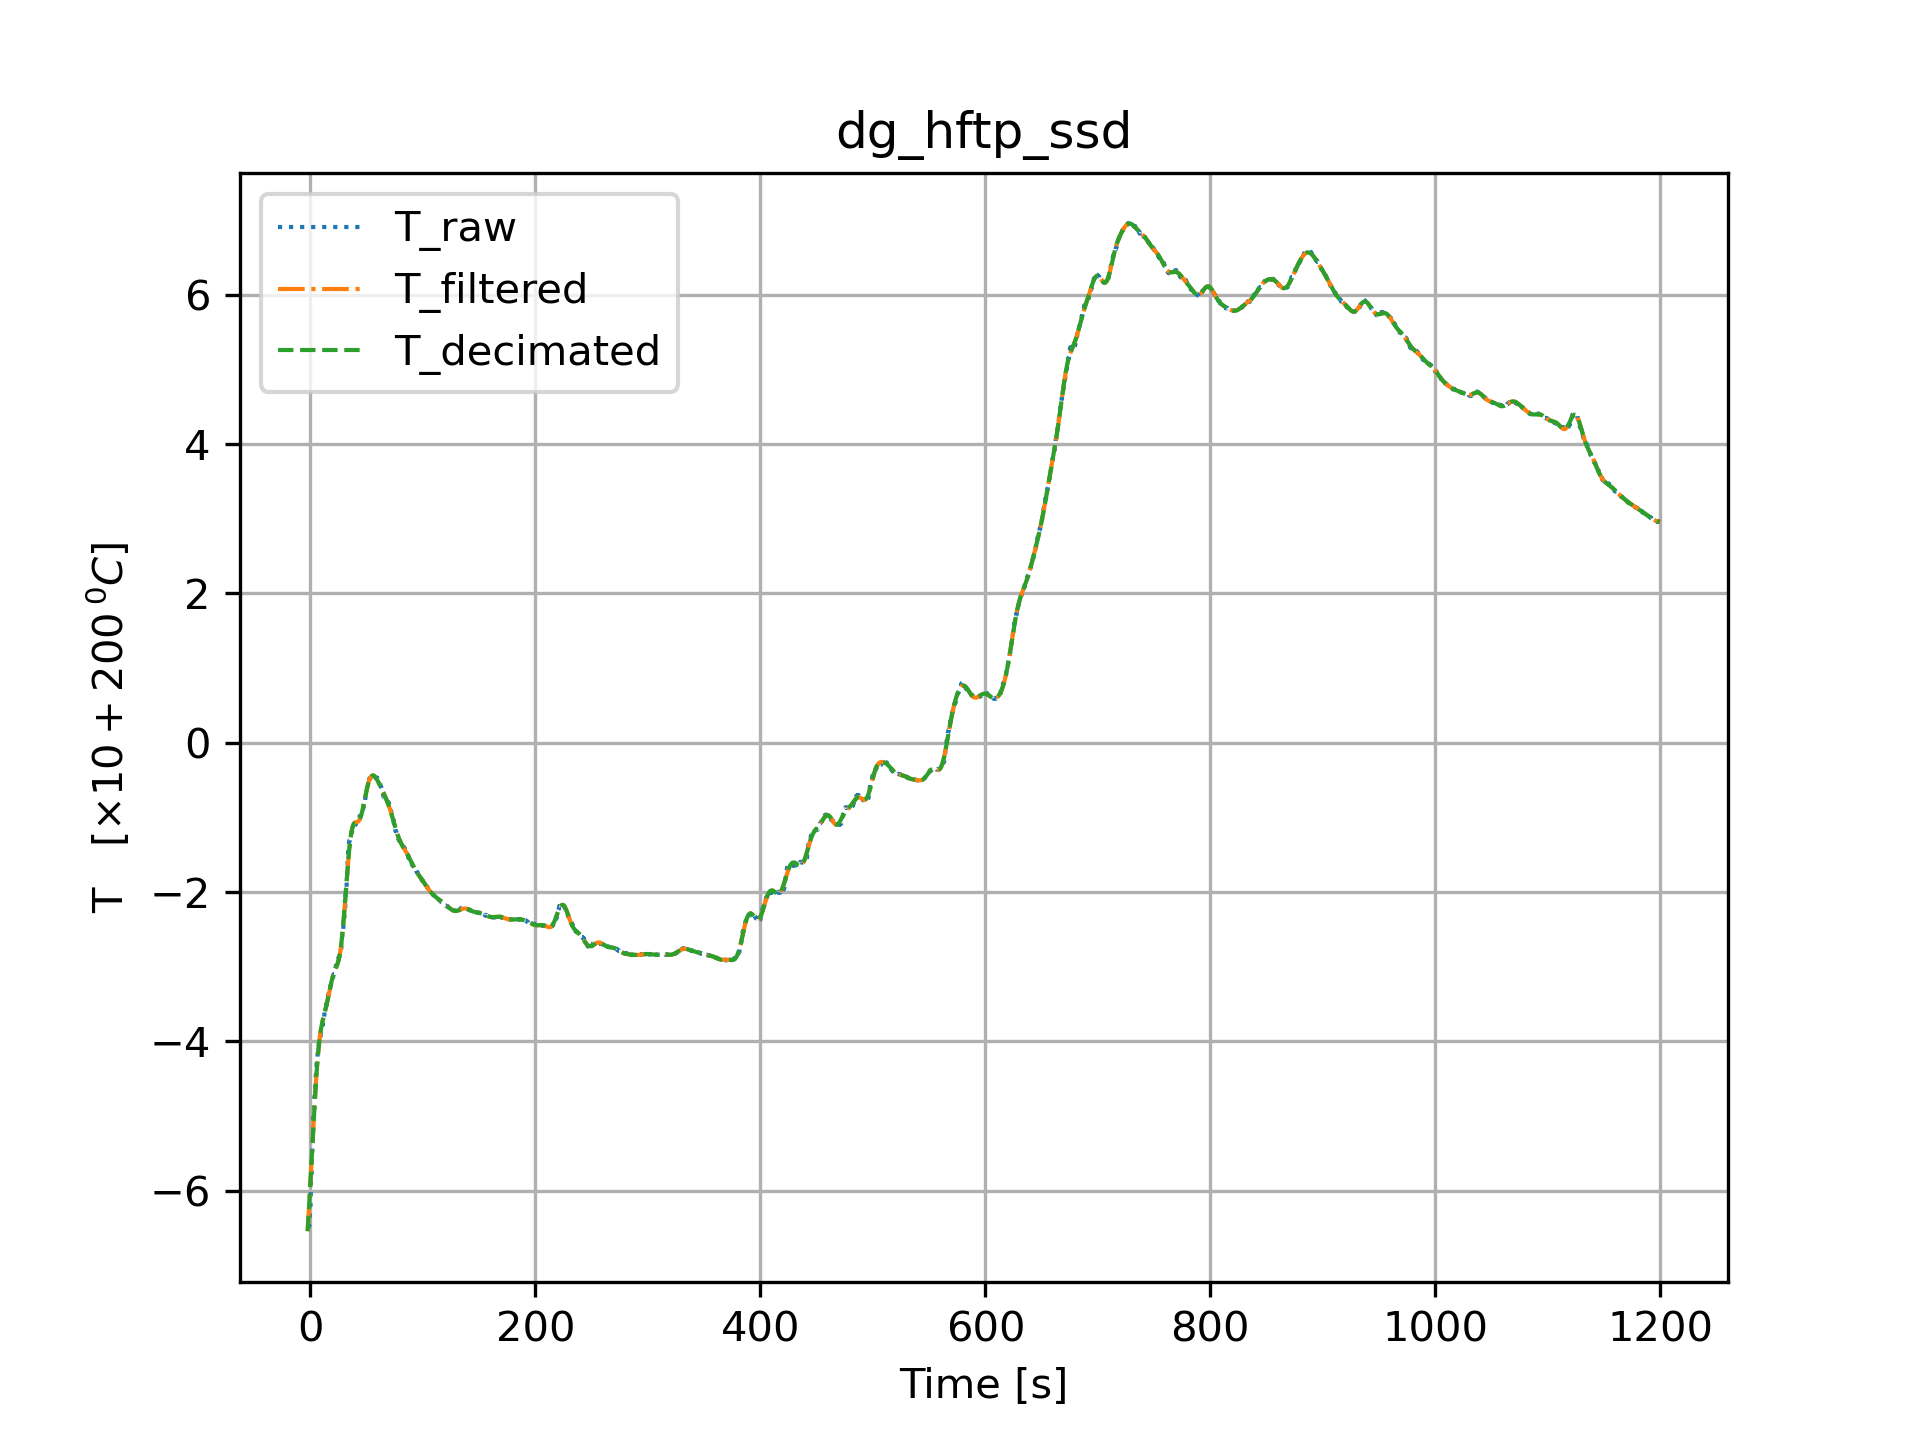 dg_hftp_ssd
T_raw
T_filtered
T_decimated
T [×10 + 200 ⁰C]
6
4
2
0
−2
−4
−6
0 200 400 600 800 1000 1200
Time [s]